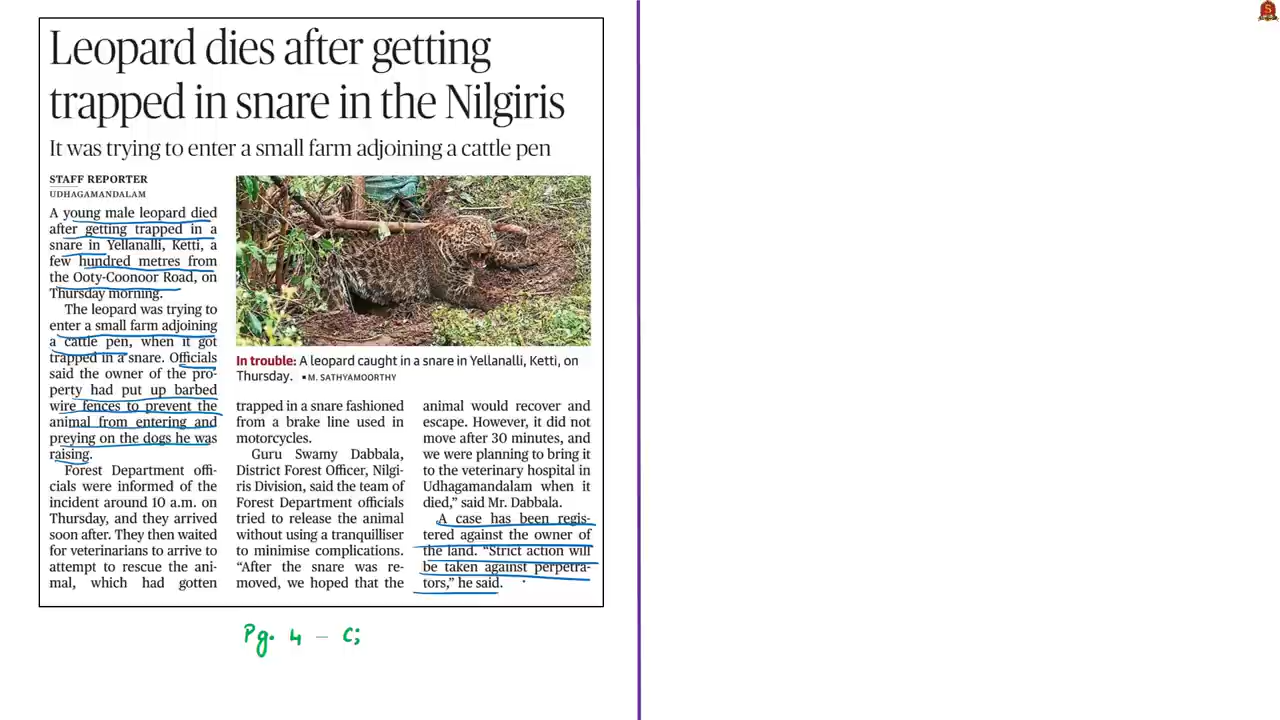 Leopard dies after getting
trapped in snare in the Nilgiris
It was trying to enter a small farm adjoining a cattle pen
STAFF REPORTER
UDHAGAMANDALAM
A young male leopard died
after getting trapped in a
snare in Yellanalli, Ketti, a
few hundred metres from
the Ooty-Coonoor Road, on
Thursday morning.
The leopard was trying to
enter a small farm adjoining
a cattle pen, when it got
trapped in a snare. Officials
said the owner of the pro-
perty had put up barbed
wire fences to prevent the
animal from entering and
preying on the dogs he was
raising.
Forest Department offi-
cials were informed of the
incident around 10 a.m. on
Thursday, and they arrived
soon after. They then waited
for veterinarians to arrive to
attempt to rescue the ani-
mal, which had gotten
In trouble: A leopard caught in a snare in Yellanalli, Ketti, on
Thursday. ▪ M. SATHYAMOORTHY
trapped in a snare fashioned
from a brake line used in
motorcycles.
Guru Swamy Dabbala,
District Forest Officer, Nilgi-
ris Division, said the team of
Forest Department officials
tried to release the animal
without using a tranquilliser
to minimise complications.
“After the snare was re-
moved, we hoped that the
animal would recover and
escape. However, it did not
move after 30 minutes, and
we were planning to bring it
to the veterinary hospital in
Udhagamandalam when it
died,” said Mr. Dabbala.
A case has been regis-
tered against the owner of
the land. “Strict action will
be taken against perpetra-
tors,” he said.
Pg. 4 – C;
S